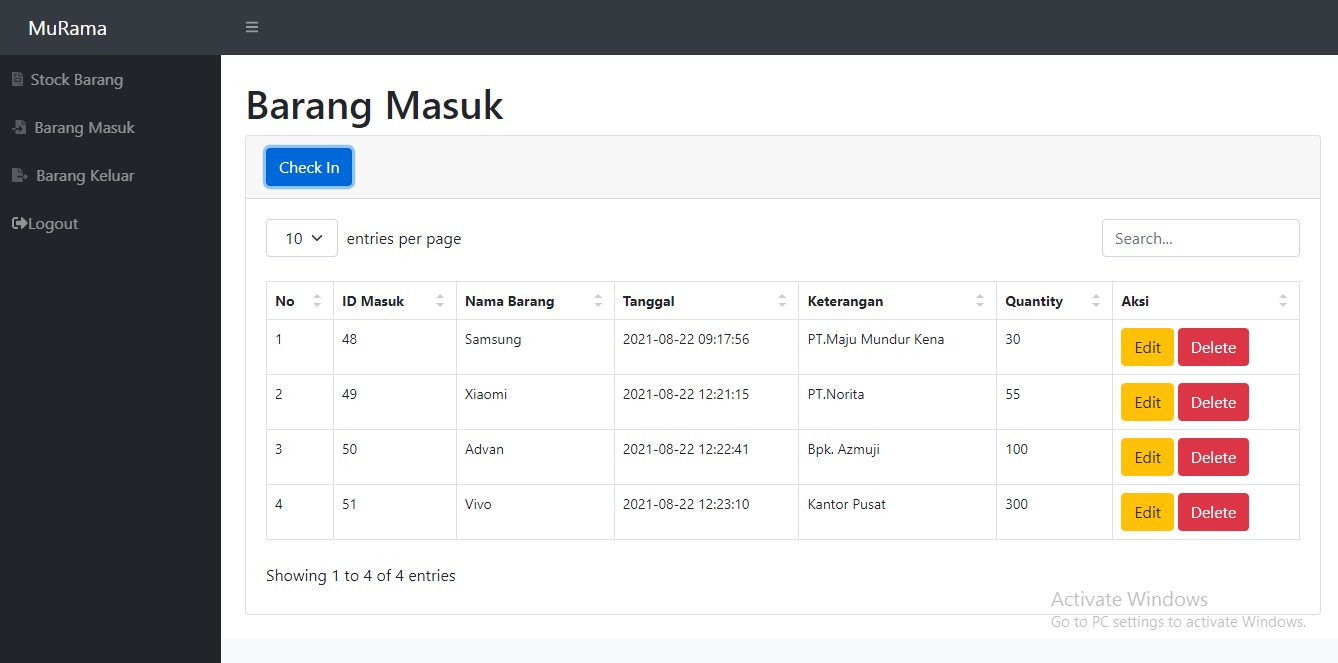 MuRama
Stock Barang
Barang Masuk
Barang Keluar
Logout
Barang Masuk
Check In
10 entries per page
Search...
No ID Masuk Nama Barang Tanggal Keterangan Quantity Aksi
1 48 Samsung 2021-08-22 09:17:56 PT.Maju Mundur Kena 30 Edit Delete
2 49 Xiaomi 2021-08-22 12:21:15 PT.Norita 55 Edit Delete
3 50 Advan 2021-08-22 12:22:41 Bpk. Azmuji 100 Edit Delete
4 51 Vivo 2021-08-22 12:23:10 Kantor Pusat 300 Edit Delete
Showing 1 to 4 of 4 entries
Activate Windows
Go to PC settings to activate Windows.